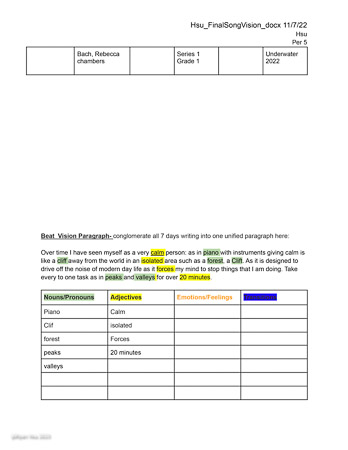 Hsu_FinalSongVision_docx 11/7/22
Hsu
Per 5
Bach, Rebecca Series 1 Underwater
chambers Grade 1 2022
Beat Vision Paragraph- conglomerate all 7 days writing into one unified paragraph here:
Over time I have seen myself as a very calm person: as in piano with instruments giving calm is
like a cliff away from the world in an isolated area such as a forest, a Cliff. As it is designed to
drive off the noise of modern day life as it forces my mind to stop things that I am doing. Take
every to one task as in peaks and valleys for over 20 minutes.
Nouns/Pronouns Adjectives Emotions/Feelings
Piano Calm
Clif isolated
forest Forces
peaks 20 minutes
valleys